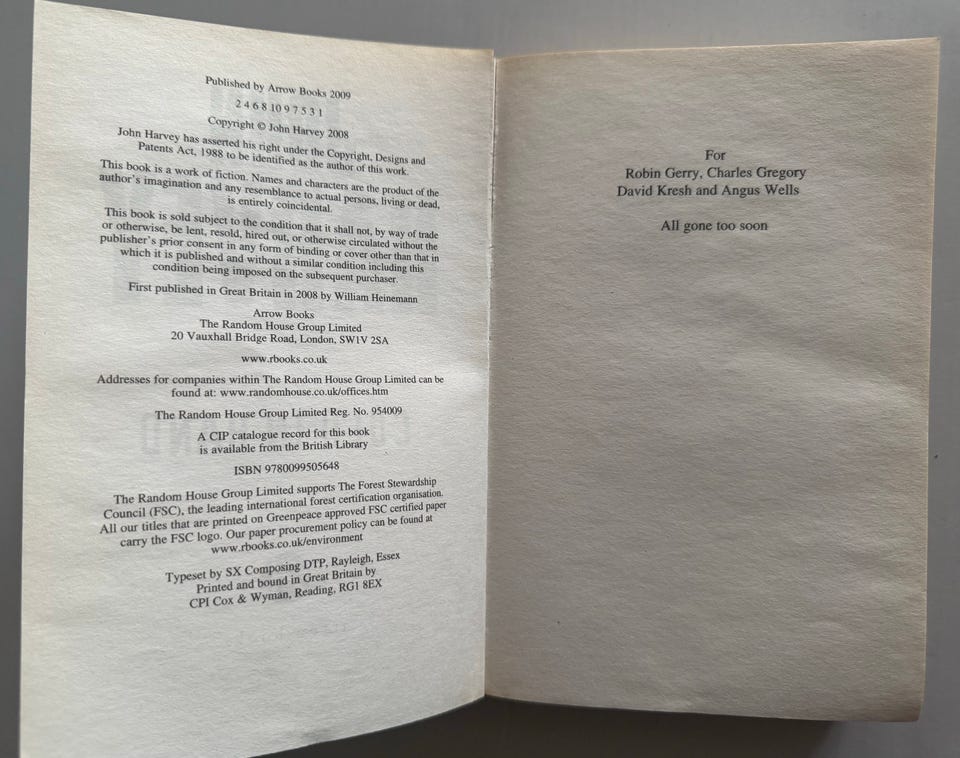 Published by Arrow Books 2009
2 4 6 8 10 9 7 5 3 1
Copyright © John Harvey 2008
John Harvey has asserted his right under the Copyright, Designs and
Patents Act, 1988 to be identified as the author of this work.
This book is a work of fiction. Names and characters are the product of the
author's imagination and any resemblance to actual persons, living or dead,
is entirely coincidental.
This book is sold subject to the condition that it shall not, by way of trade
or otherwise, be lent, resold, hired out, or otherwise circulated without the
publisher's prior consent in any form of binding or cover other than that in
which it is published and without a similar condition including this
condition being imposed on the subsequent purchaser.
First published in Great Britain in 2008 by William Heinemann
Arrow Books
The Random House Group Limited
20 Vauxhall Bridge Road, London, SW1V 2SA
www.rbooks.co.uk
Addresses for companies within The Random House Group Limited can be
found at: www.randomhouse.co.uk/offices.htm
The Random House Group Limited Reg. No. 954009
A CIP catalogue record for this book
is available from the British Library
ISBN 9780099505648
The Random House Group Limited supports The Forest Stewardship
Council (FSC), the leading international forest certification organisation.
All our titles that are printed on Greenpeace approved FSC certified paper
carry the FSC logo. Our paper procurement policy can be found at
www.rbooks.co.uk/environment
Typeset by SX Composing DTP, Rayleigh, Essex
Printed and bound in Great Britain by
CPI Cox & Wyman, Reading, RG1 8EX
For
Robin Gerry, Charles Gregory
David Kresh and Angus Wells
All gone too soon